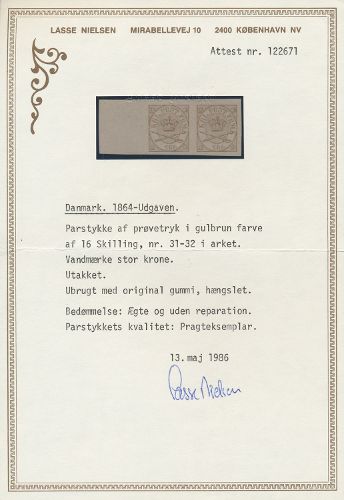 LASSE NIELSEN MIRABELLEVEJ 10 2400 KØBENHAVN NV
Attest nr. 122671
Danmark. 1864-Udgaven.
Parstykke af prøvetryk i gulbrun farve
af 16 Skilling, nr. 31-32 i arket.
Vandmærke stor krone.
Utakket.
Ubrugt med original gummi, hængslet.
Bedømmelse: Ægte og uden reparation.
Parstykkets kvalitet: Pragteksemplar.
13. maj 1986
Lasse Nielsen